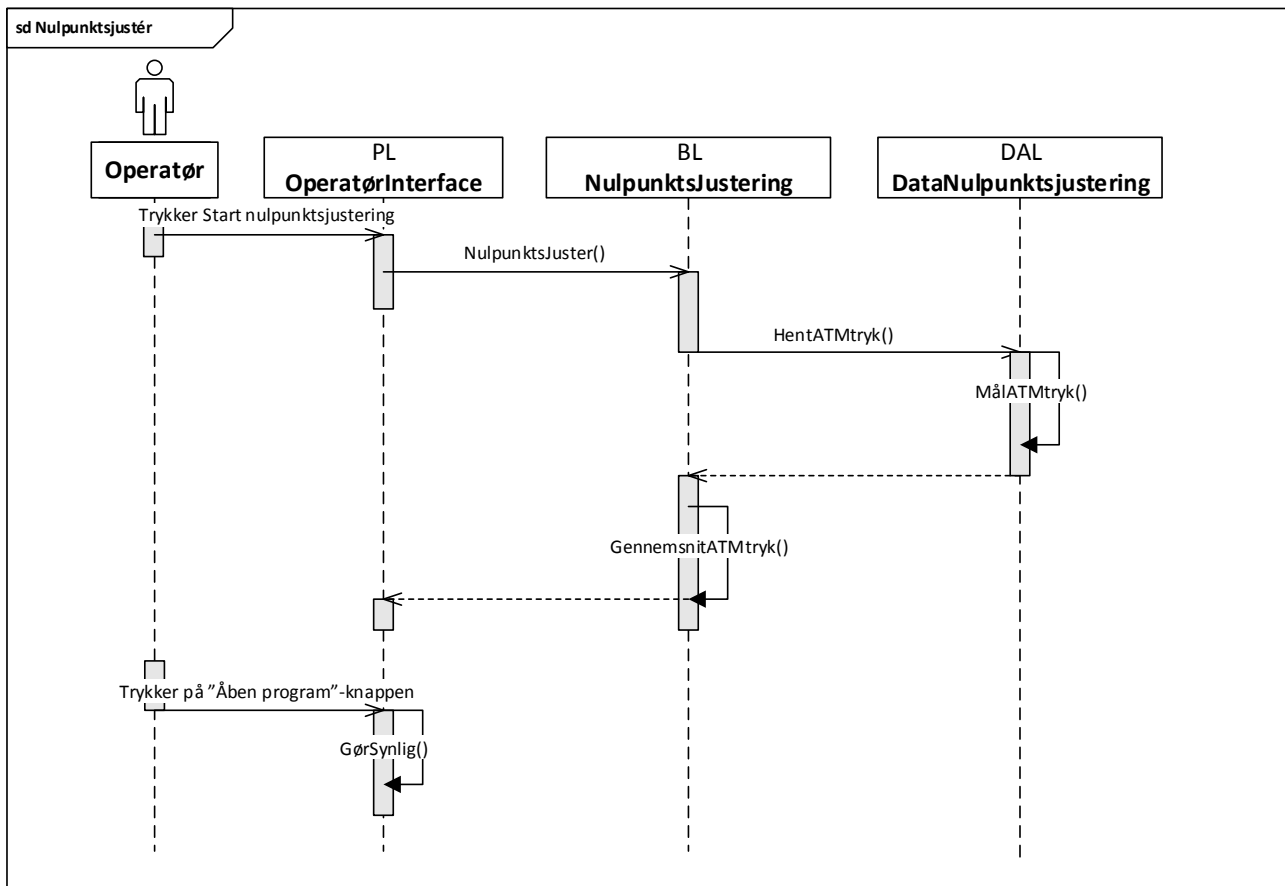 sd Nulpunktsjustér
Operatør
PL
OperatørInterface
BL
NulpunktsJustering
DAL
DataNulpunktsjustering
Trykker Start nulpunktsjustering
NulpunktsJuster()
HentATMtryk()
MålATMtryk()
GennemsnitATMtryk()
Trykker på ”Åben program”-knappen
GørSynlig()